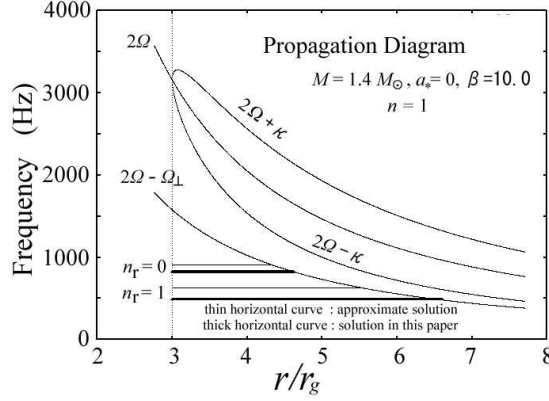 4000
3000
2000
1000
0
Frequency (Hz)
2Ω
Propagation Diagram
M = 1.4 M⊙, a* = 0, β=10.0
n = 1
2Ω+κ
2Ω − Ω⊥
2Ω−κ
nr = 0
nr = 1
thin horizontal curve : approximate solution
thick horizontal curve : solution in this paper
2 3 4 5 6 7 8
r/rg